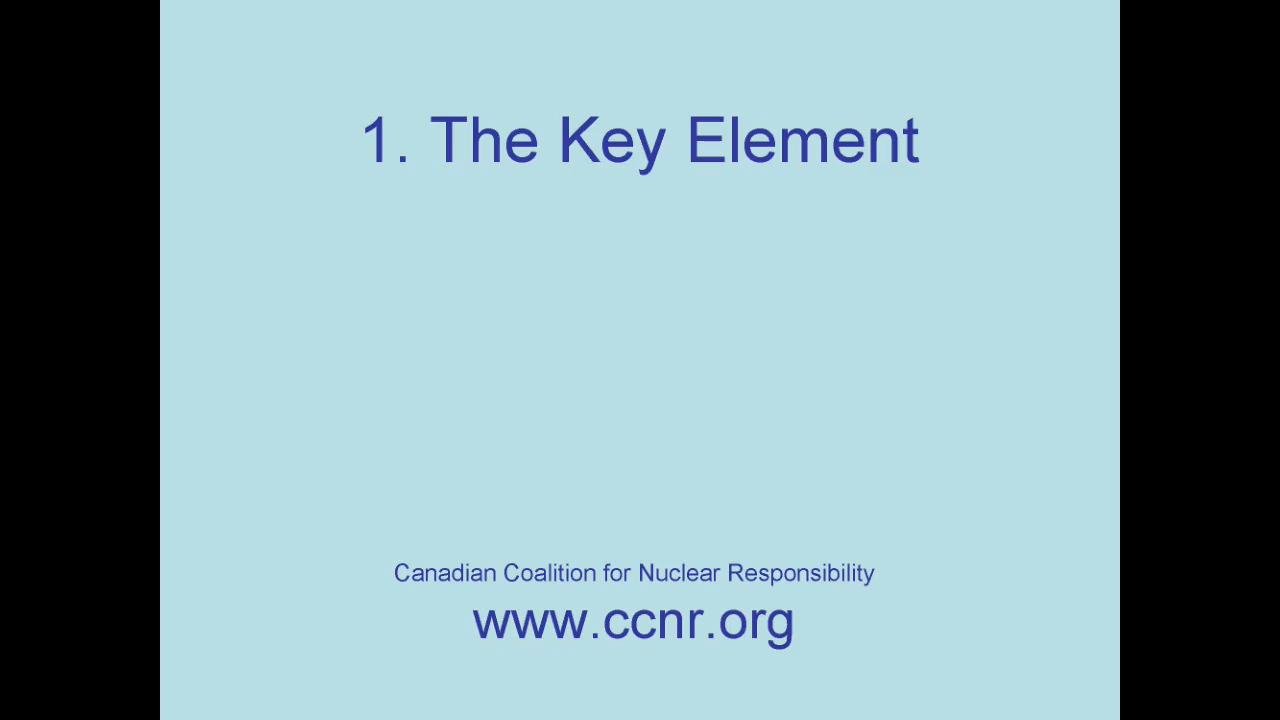 1. The Key Element
Canadian Coalition for Nuclear Responsibility
www.ccnr.org